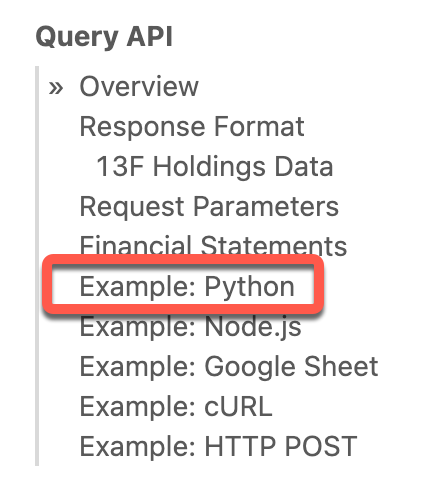 Query API
» Overview
Response Format
13F Holdings Data
Request Parameters
Financial Statements
Example: Python
Example: Node.js
Example: Google Sheet
Example: cURL
Example: HTTP POST